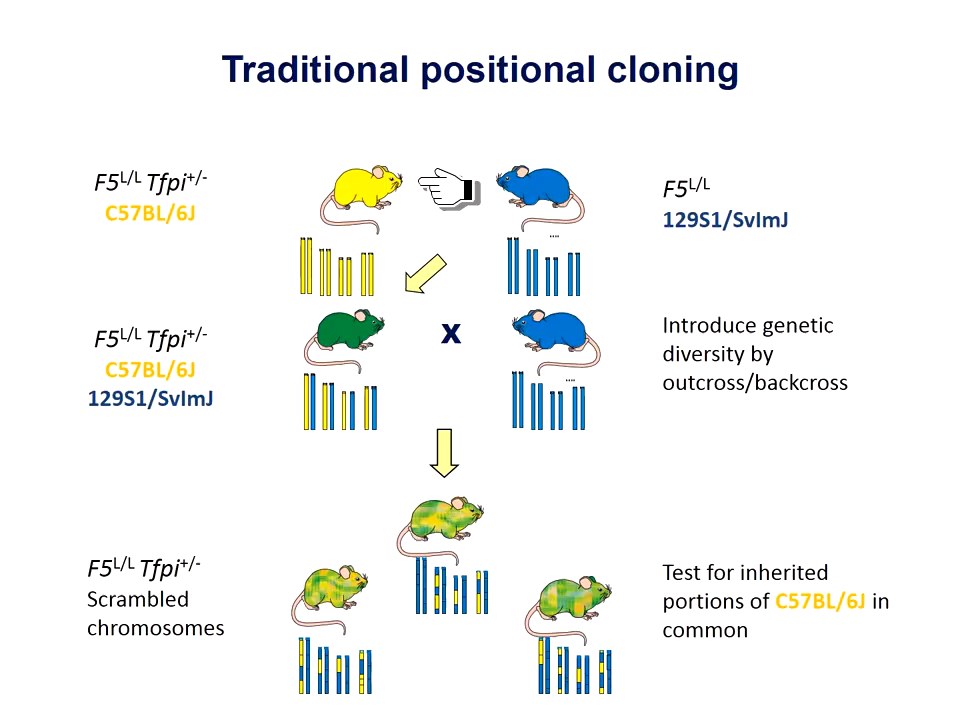 Traditional positional cloning
F5L/L Tfpi+/-
C57BL/6J
F5L/L
129S1/SvImJ
F5L/L Tfpi+/-
C57BL/6J
129S1/SvImJ
x
Introduce genetic
diversity by
outcross/backcross
F5L/L Tfpi+/-
Scrambled
chromosomes
Test for inherited
portions of C57BL/6J in
common